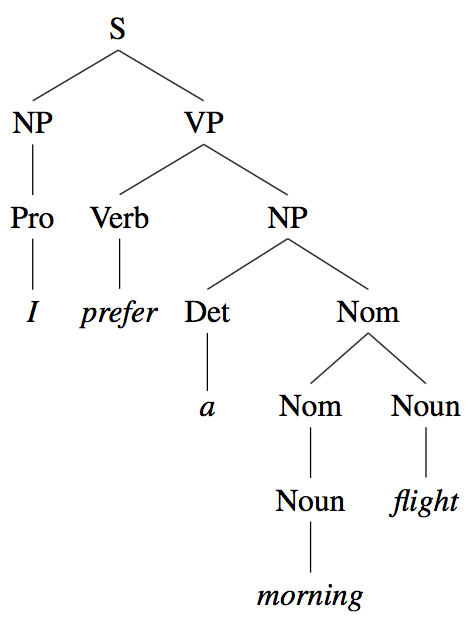 S
NP VP
Pro Verb NP
I prefer Det Nom
a Nom Noun
Noun flight
morning